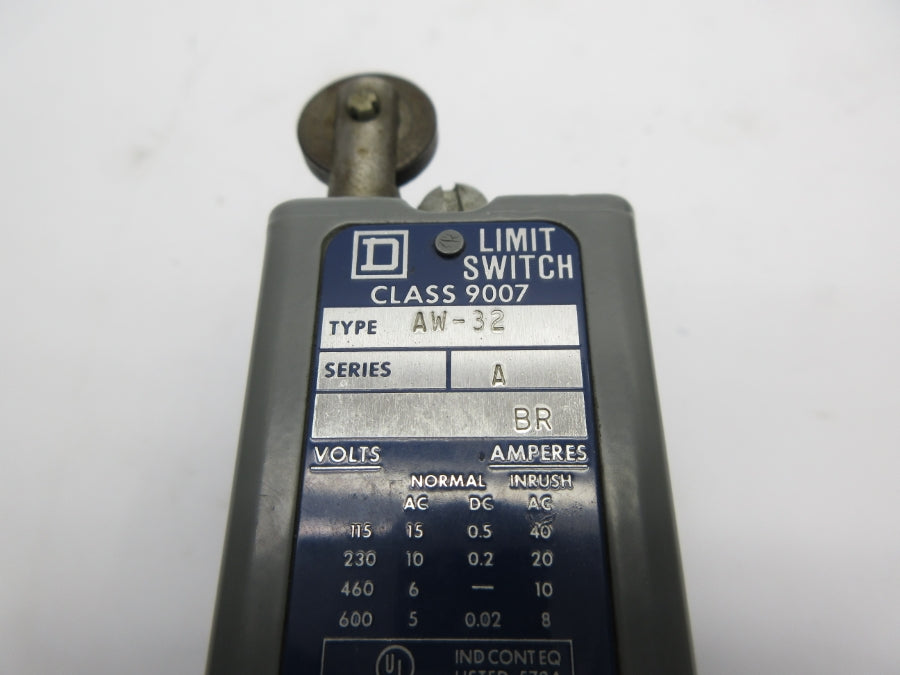 D LIMIT
SWITCH
CLASS 9007
TYPE AW-32
SERIES A
BR
VOLTS AMPERES
NORMAL INRUSH
AC DC AC
115 15 0.5 40
230 10 0.2 20
460 6 — 10
600 5 0.02 8
UL IND CONT EQ